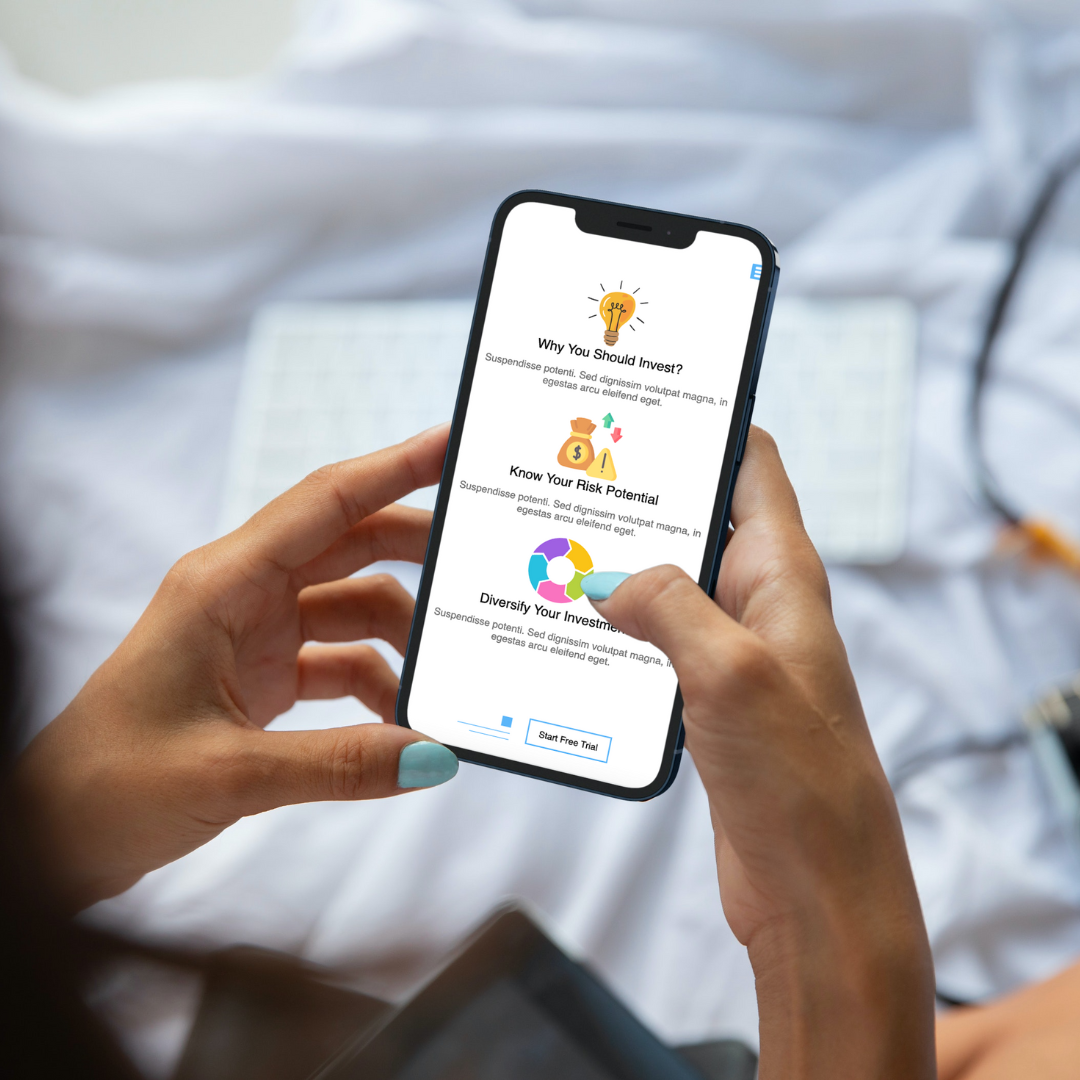 Why You Should Invest?
Suspendisse potenti. Sed dignissim volutpat magna, in
egestas arcu eleifend eget.
$
!
Know Your Risk Potential
Suspendisse potenti. Sed dignissim volutpat magna, in
egestas arcu eleifend eget.
Diversify Your
Suspendisse potenti. Sed dignissim volutpat magna, in
egestas arcu eleifend eget.
Start Free Trial